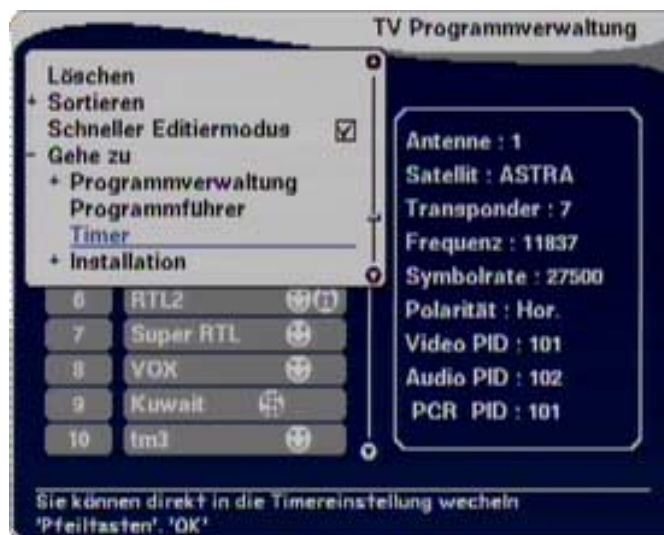 TV Programmverwaltung
Löschen
+ Sortieren
Schneller Editiermodus
- Gehe zu
+ Programmverwaltung
Programmführer
Timer
+ Installation
6 RTL2
7 Super RTL
8 VOX
9 Kuwait
10 tm3
Antenne : 1
Satellit : ASTRA
Transponder : 7
Frequenz : 11837
Symbolrate : 27500
Polarität : Hor.
Video PID : 101
Audio PID : 102
PCR PID : 101
Sie können direkt in die Timereinstellung wecheln
'Pfeiltasten'. 'OK'